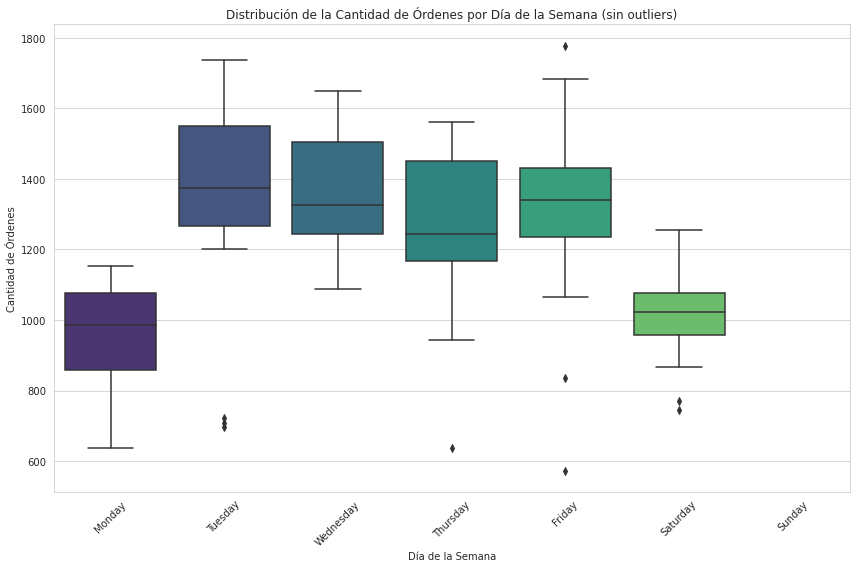 Distribución de la Cantidad de Órdenes por Día de la Semana (sin outliers)
Cantidad de Órdenes
1800
1600
1400
1200
1000
800
600
Monday
Tuesday
Wednesday
Thursday
Friday
Saturday
Sunday
Día de la Semana